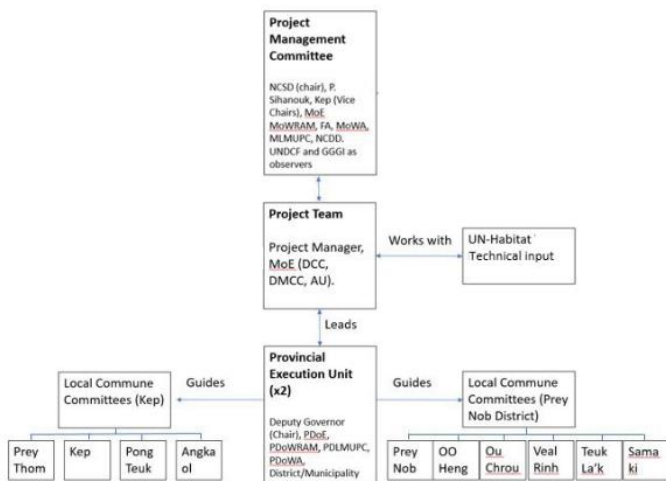 Project
Management
Committee
NCSD (chair), P.
Sihanouk, Kep (Vice
Chairs), MoE
MoWRAM, FA, MoWA,
MLMUPC, NCDD.
UNDCF and GGGI as
observers
Project Team
Project Manager,
MoE (DCC,
DMCC, AU).
Works with
UN-Habitat
Technical input
Leads
Provincial
Execution Unit
(x2)
Deputy Governor
(Chair), PDoE,
PDoWRAM, PDLMUPC,
PDoWA,
District/Municipality
Guides
Guides
Local Commune
Committees (Kep)
Local Commune
Committees (Prey
Nob District)
Prey
Thom
Kep
Pong
Teuk
Angka
ol
Prey
Nob
OO
Heng
Ou
Chrou
Veal
Rinh
Teuk
La'k
Sama
ki